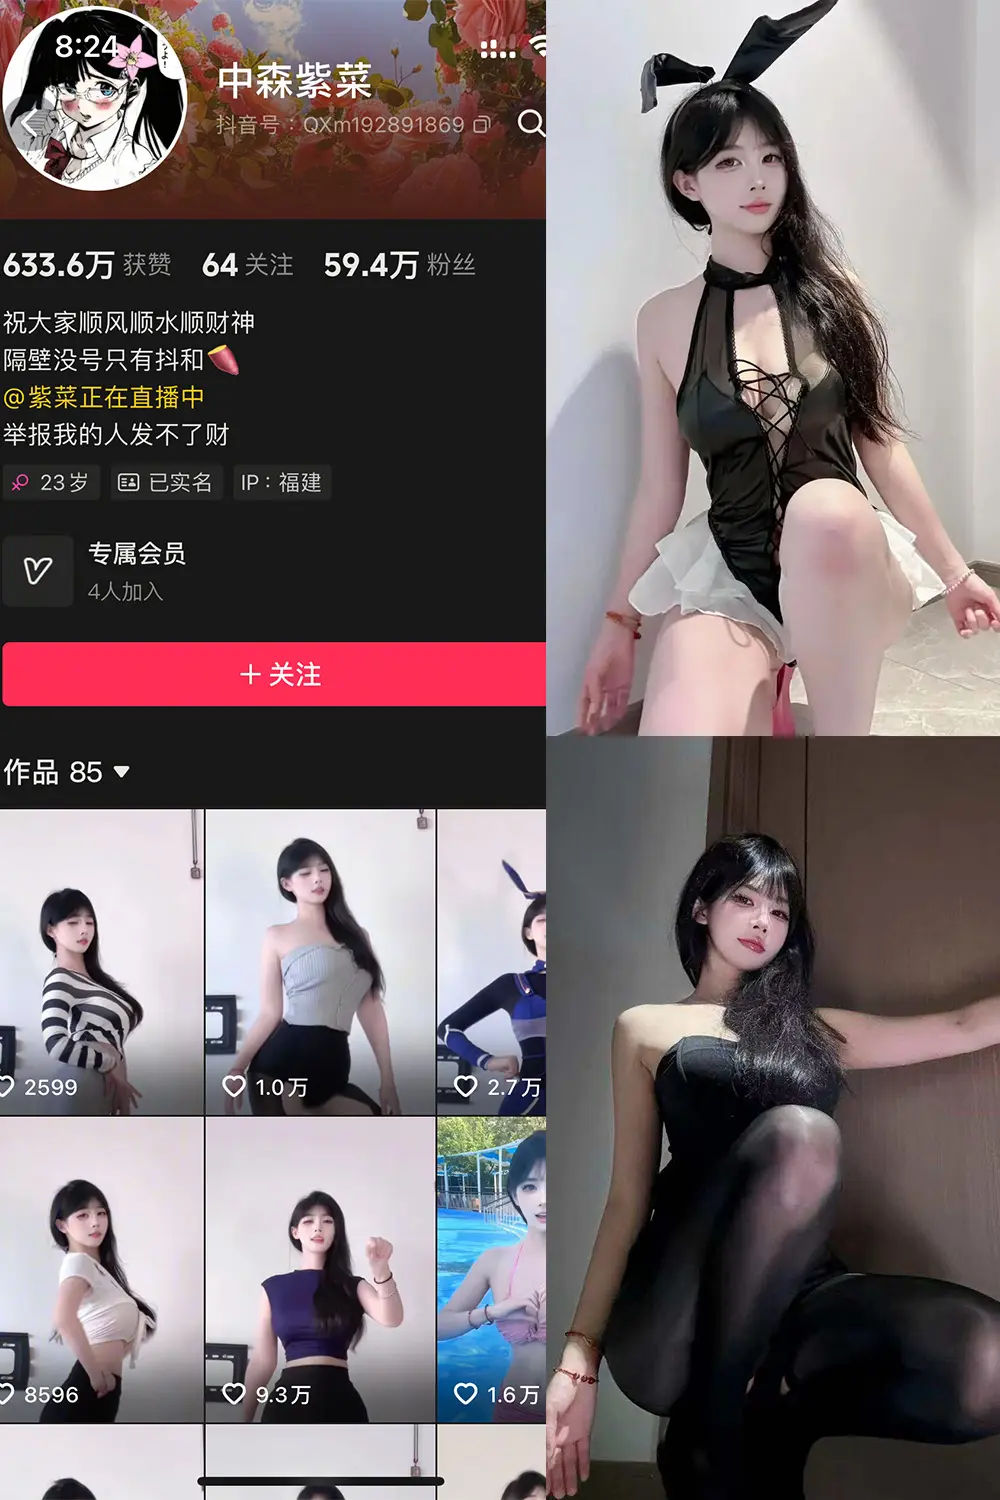 8:24
中森紫菜
抖音号：QXm192891869
633.6万 获赞 64 关注 59.4万 粉丝
祝大家顺风顺水顺财神
隔壁没号只有抖和🍠
@紫菜正在直播中
举报我的人发不了财
23岁 已实名 IP：福建
专属会员
4人加入
+ 关注
作品 85
2599 1.0万 2.7万
8596 9.3万 1.6万